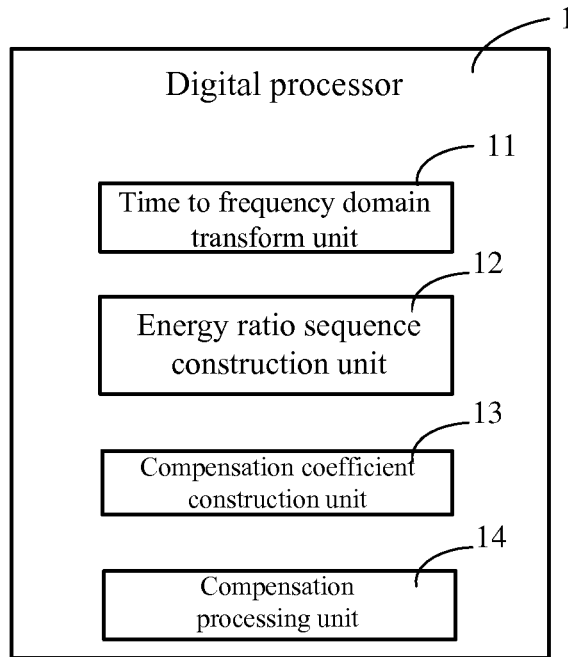 1
Digital processor
11
Time to frequency domain
transform unit
12
Energy ratio sequence
construction unit
13
Compensation coefficient
construction unit
14
Compensation
processing unit